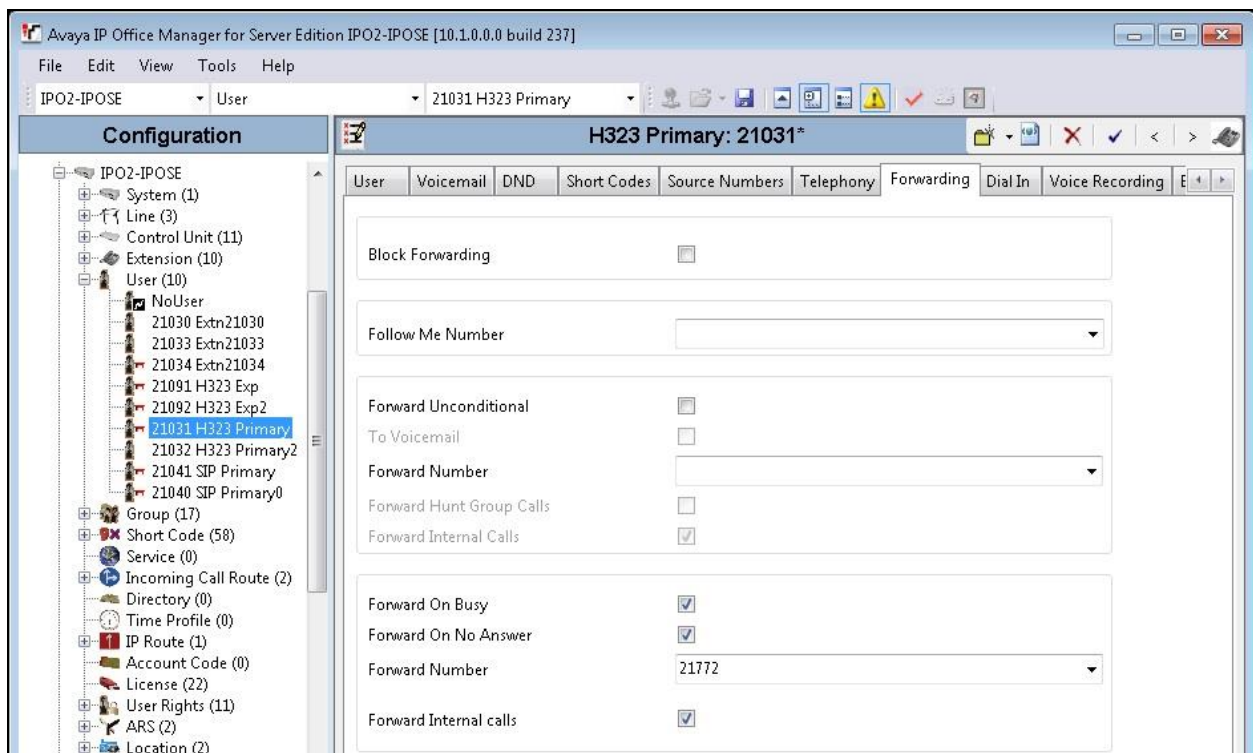 Avaya IP Office Manager for Server Edition IPO2-IPOSE [10.1.0.0.0 build 237]
File Edit View Tools Help
IPO2-IPOSE User 21031 H323 Primary
Configuration
IPO2-IPOSE
System (1)
Line (3)
Control Unit (11)
Extension (10)
User (10)
NoUser
21030 Extn21030
21033 Extn21033
21034 Extn21034
21091 H323 Exp
21092 H323 Exp2
21031 H323 Primary
21032 H323 Primary2
21041 SIP Primary
21040 SIP Primary0
Group (17)
Short Code (58)
Service (0)
Incoming Call Route (2)
Directory (0)
Time Profile (0)
IP Route (1)
Account Code (0)
License (22)
User Rights (11)
ARS (2)
Location (2)
H323 Primary: 21031*
User Voicemail DND Short Codes Source Numbers Telephony Forwarding Dial In Voice Recording
Block Forwarding
Follow Me Number
Forward Unconditional
To Voicemail
Forward Number
Forward Hunt Group Calls
Forward Internal Calls
Forward On Busy
Forward On No Answer
Forward Number 21772
Forward Internal calls